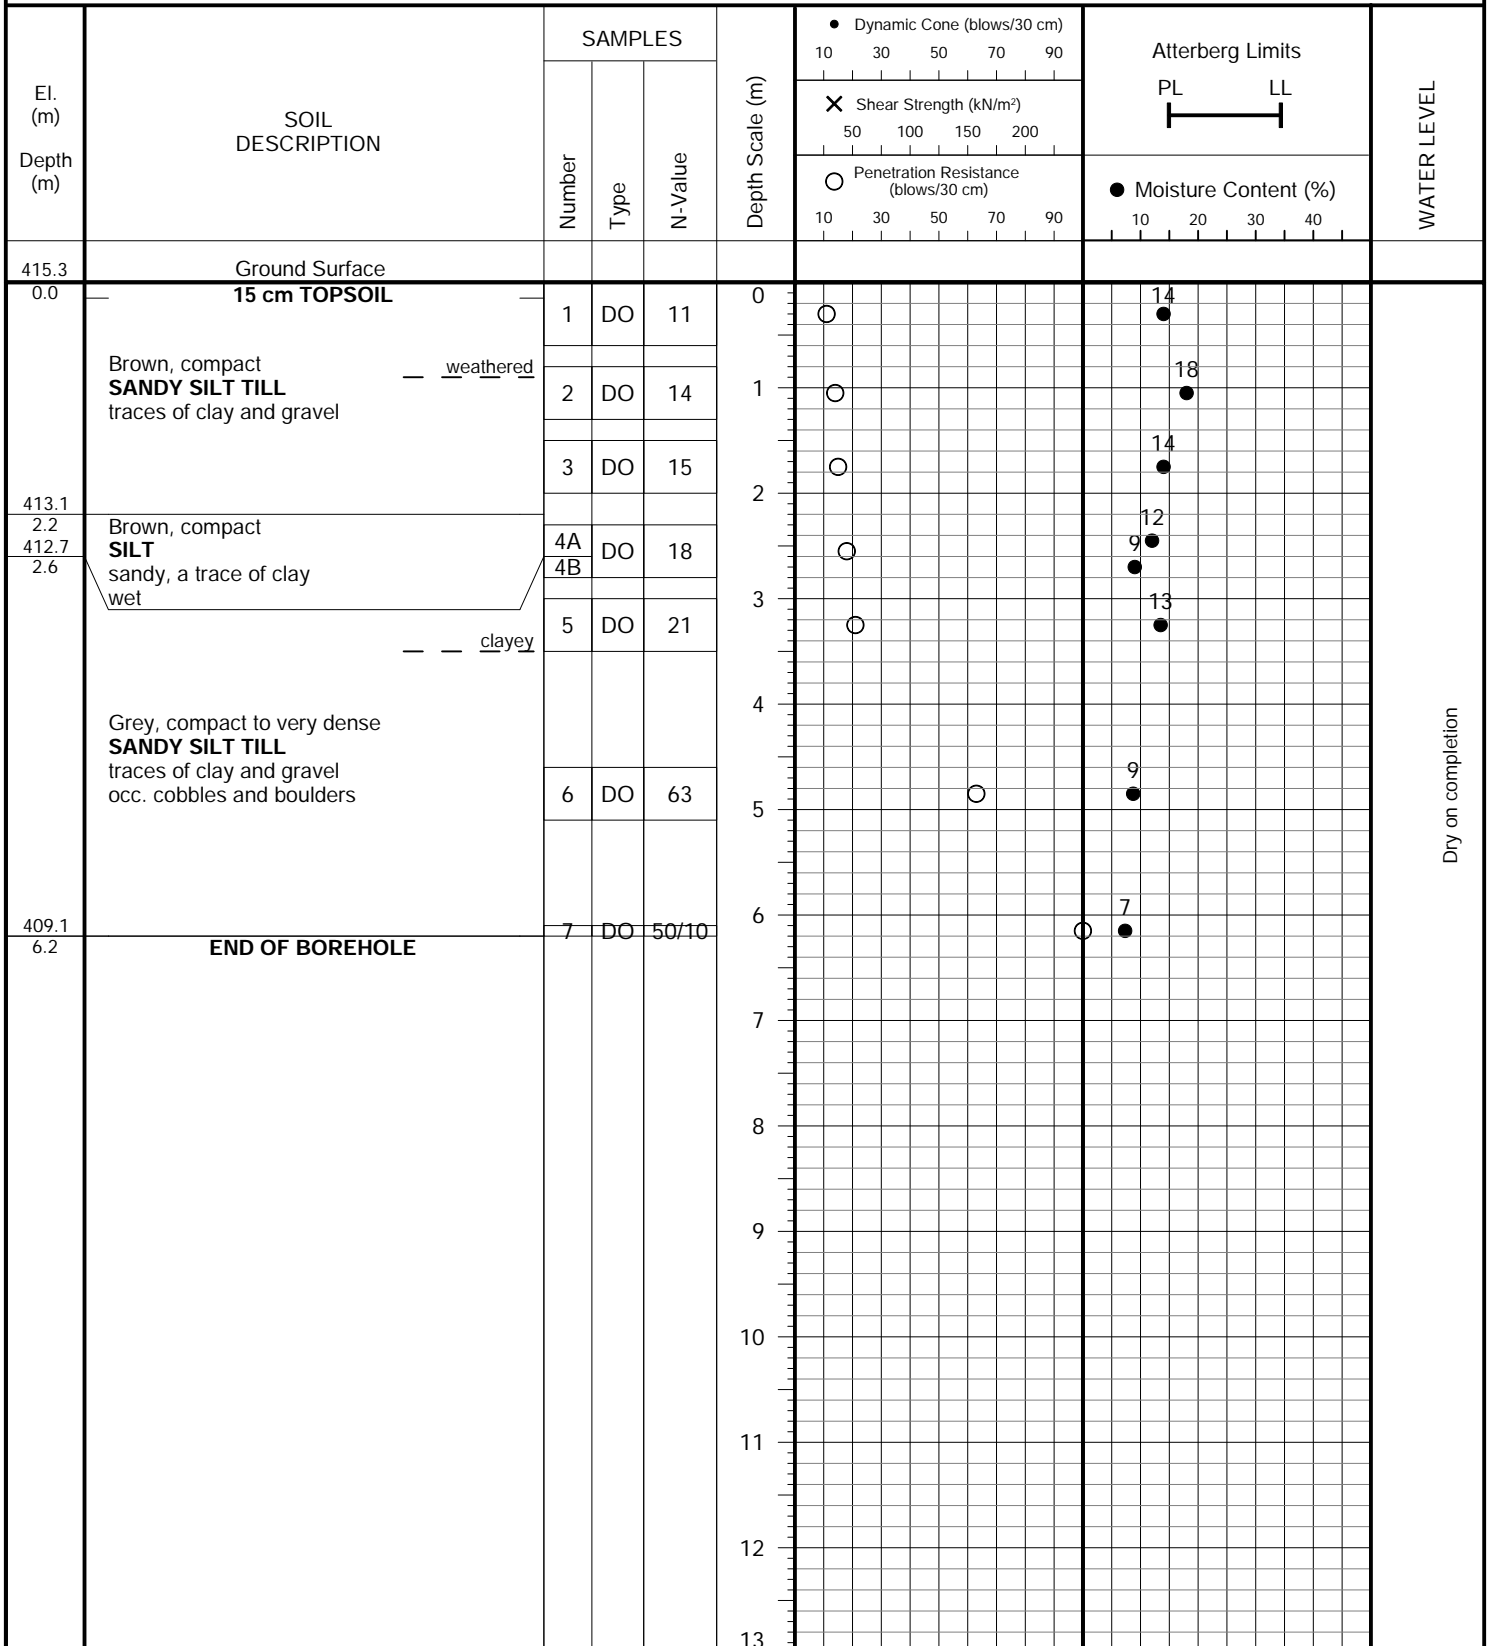 El.
(m)
Depth
(m)
SOIL
DESCRIPTION
SAMPLES
Number
Type
N-Value
Depth Scale (m)
Dynamic Cone (blows/30 cm)
10 30 50 70 90
Shear Strength (kN/m²)
50 100 150 200
Penetration Resistance
(blows/30 cm)
10 30 50 70 90
Atterberg Limits
PL LL
Moisture Content (%)
10 20 30 40
WATER LEVEL
415.3 Ground Surface
0.0 15 cm TOPSOIL 0
1 DO 11 14
Brown, compact weathered
SANDY SILT TILL
traces of clay and gravel
2 DO 14 1 18
3 DO 15 14
2
413.1
2.2 Brown, compact
412.7 SILT
2.6 sandy, a trace of clay
wet
4A DO 18 12
4B 9
3
5 DO 21 13
clayey
4
Grey, compact to very dense
SANDY SILT TILL
traces of clay and gravel
occ. cobbles and boulders
6 DO 63 9
5
Dry on completion
6
409.1 7 DO 50/10 7
6.2 END OF BOREHOLE
7
8
9
10
11
12
13